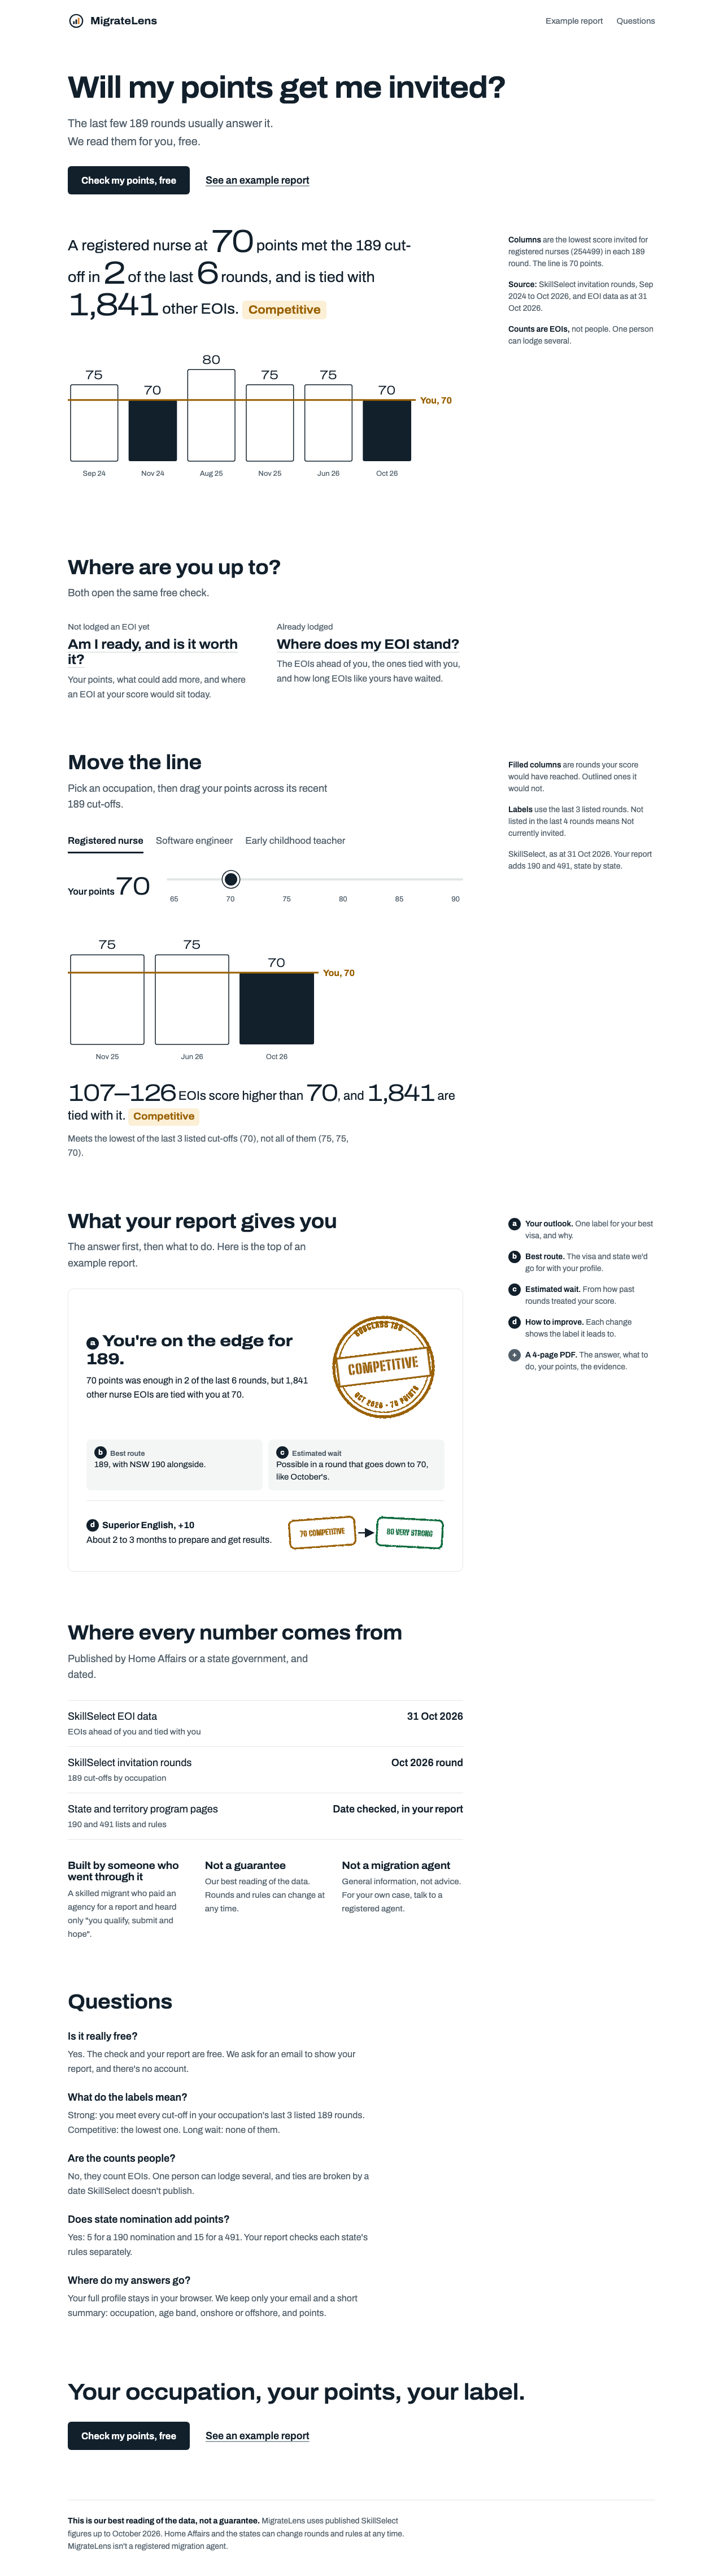 MigrateLens
Example report
Questions
Will my points get me invited?
The last few 189 rounds usually answer it.
We read them for you, free.
Check my points, free
See an example report
A registered nurse at 70 points met the 189 cut-
off in 2 of the last 6 rounds, and is tied with
1,841 other EOIs. Competitive
Columns are the lowest score invited for
registered nurses (254499) in each 189
round. The line is 70 points.
Source: SkillSelect invitation rounds, Sep
2024 to Oct 2026, and EOI data as at 31
Oct 2026.
Counts are EOIs, not people. One person
can lodge several.
75
70
80
75
75
70
You, 70
Sep 24
Nov 24
Aug 25
Nov 25
Jun 26
Oct 26
Where are you up to?
Both open the same free check.
Not lodged an EOI yet
Am I ready, and is it worth
it?
Your points, what could add more, and where
an EOI at your score would sit today.
Already lodged
Where does my EOI stand?
The EOIs ahead of you, the ones tied with you,
and how long EOIs like yours have waited.
Move the line
Pick an occupation, then drag your points across its recent
189 cut-offs.
Filled columns are rounds your score
would have reached. Outlined ones it
would not.
Labels use the last 3 listed rounds. Not
listed in the last 4 rounds means Not
currently invited.
SkillSelect, as at 31 Oct 2026. Your report
adds 190 and 491, state by state.
Registered nurse
Software engineer
Early childhood teacher
Your points 70
65
70
75
80
85
90
75
75
70
You, 70
Nov 25
Jun 26
Oct 26
107–126 EOIs score higher than 70, and 1,841 are
tied with it. Competitive
Meets the lowest of the last 3 listed cut-offs (70), not all of them (75, 75,
70).
What your report gives you
The answer first, then what to do. Here is the top of an
example report.
a Your outlook. One label for your best
visa, and why.
b Best route. The visa and state we'd
go for with your profile.
c Estimated wait. From how past
rounds treated your score.
d How to improve. Each change
shows the label it leads to.
+ A 4-page PDF. The answer, what to
do, your points, the evidence.
a You're on the edge for
189.
70 points was enough in 2 of the last 6 rounds, but 1,841
other nurse EOIs are tied with you at 70.
SUBCLASS 189
COMPETITIVE
OCT 2026 · 70 POINTS
b Best route
189, with NSW 190 alongside.
c Estimated wait
Possible in a round that goes down to 70,
like October's.
d Superior English, +10
About 2 to 3 months to prepare and get results.
70 COMPETITIVE
80 VERY STRONG
Where every number comes from
Published by Home Affairs or a state government, and
dated.
SkillSelect EOI data
31 Oct 2026
EOIs ahead of you and tied with you
SkillSelect invitation rounds
Oct 2026 round
189 cut-offs by occupation
State and territory program pages
Date checked, in your report
190 and 491 lists and rules
Built by someone who
went through it
A skilled migrant who paid an
agency for a report and heard
only "you qualify, submit and
hope".
Not a guarantee
Our best reading of the data.
Rounds and rules can change at
any time.
Not a migration agent
General information, not advice.
For your own case, talk to a
registered agent.
Questions
Is it really free?
Yes. The check and your report are free. We ask for an email to show your
report, and there's no account.
What do the labels mean?
Strong: you meet every cut-off in your occupation's last 3 listed 189 rounds.
Competitive: the lowest one. Long wait: none of them.
Are the counts people?
No, they count EOIs. One person can lodge several, and ties are broken by a
date SkillSelect doesn't publish.
Does state nomination add points?
Yes: 5 for a 190 nomination and 15 for a 491. Your report checks each state's
rules separately.
Where do my answers go?
Your full profile stays in your browser. We keep only your email and a short
summary: occupation, age band, onshore or offshore, and points.
Your occupation, your points, your label.
Check my points, free
See an example report
This is our best reading of the data, not a guarantee. MigrateLens uses published SkillSelect
figures up to October 2026. Home Affairs and the states can change rounds and rules at any time.
MigrateLens isn't a registered migration agent.